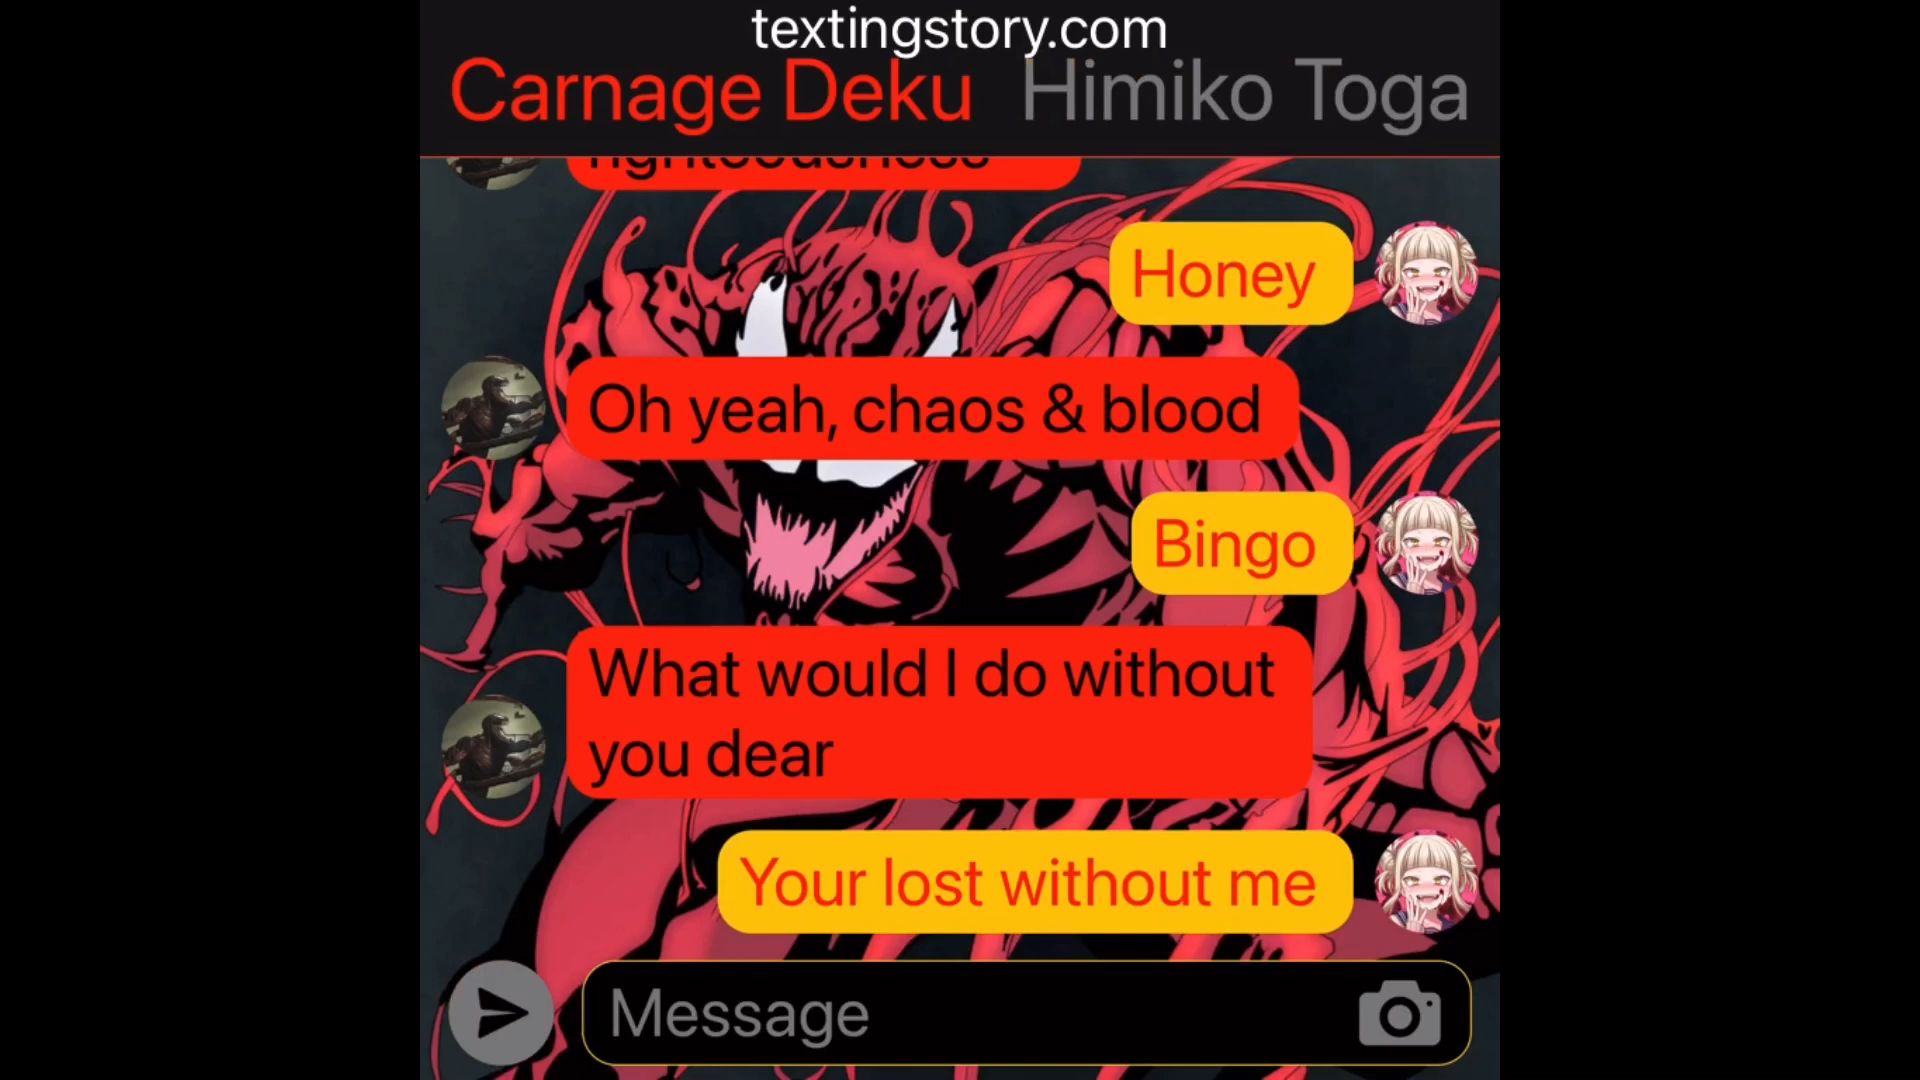 textingstory.com
Carnage Deku Himiko Toga
righteousness
Honey
Oh yeah, chaos & blood
Bingo
What would I do without
you dear
Your lost without me
Message